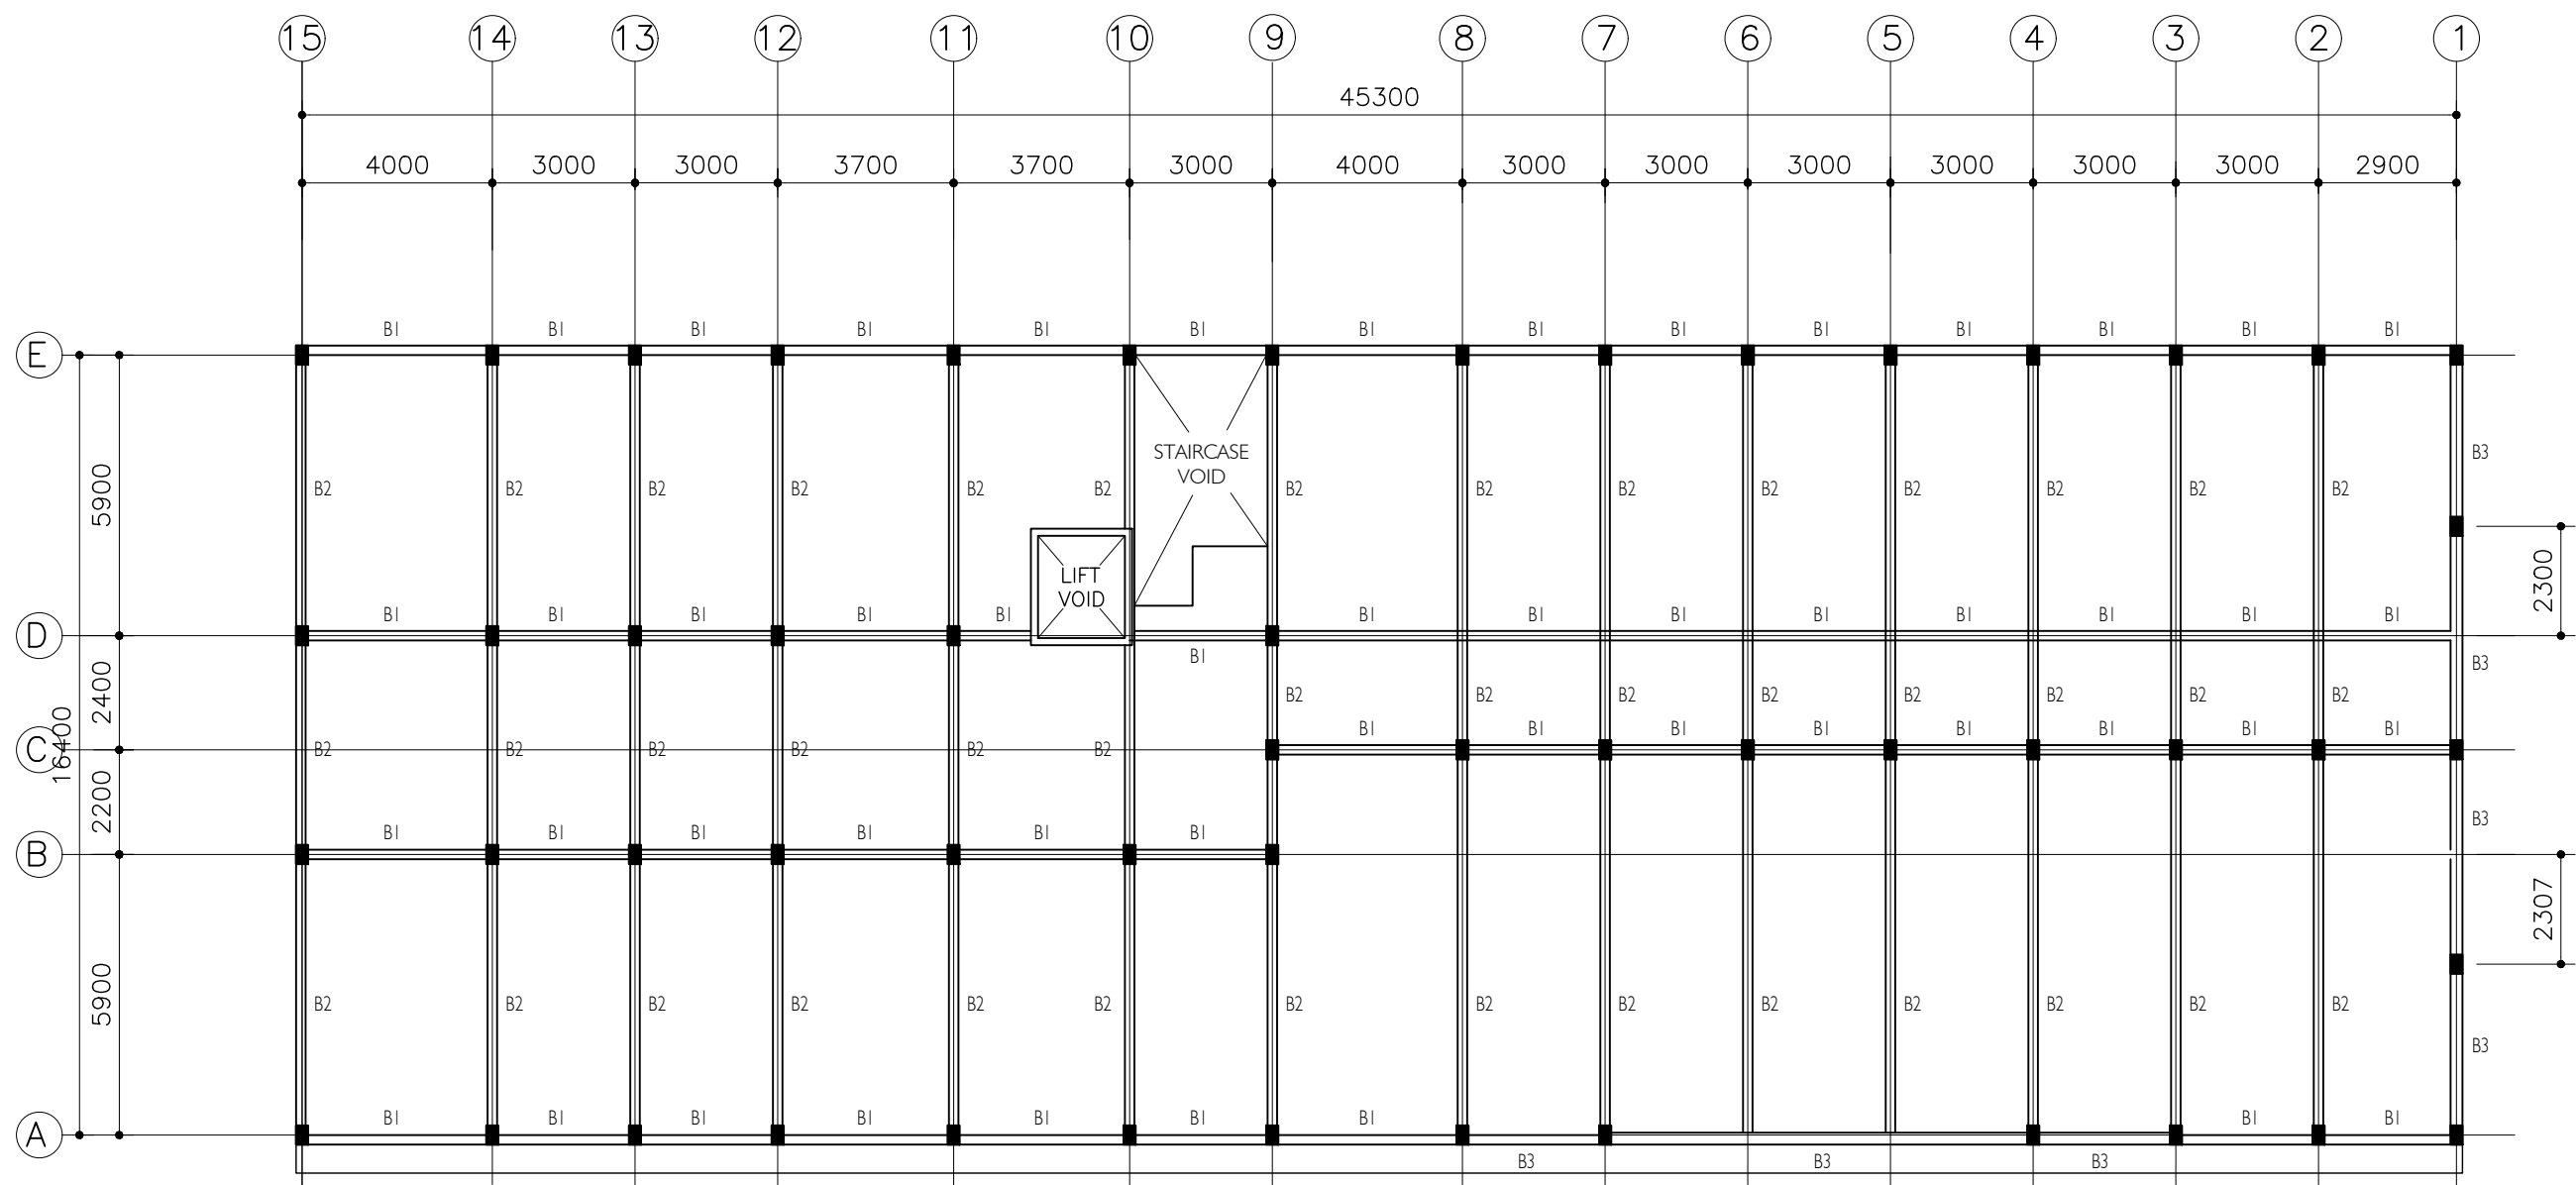 15 14 13 12 11 10 9 8 7 6 5 4 3 2 1
45300
4000 3000 3000 3700 3700 3000 4000 3000 3000 3000 3000 3000 3000 2900
B1 B1 B1 B1 B1 B1 B1 B1 B1 B1 B1 B1 B1 B1
E
STAIRCASE
VOID
B3
5900
B2 B2 B2 B2 B2 B2 B2 B2 B2 B2 B2 B2 B2 B2
LIFT
VOID
2300
B1 B1 B1 B1 B1 B1 B1 B1 B1 B1 B1 B1 B1
D
B1
B3
2400
B2 B2 B2 B2 B2 B2 B2 B2
B1 B1 B1 B1 B1 B1 B1 B1
C
16400
B2 B2 B2 B2 B2 B2
2200
B3
B1 B1 B1 B1 B1 B1
B
2307
5900
B2 B2 B2 B2 B2 B2 B2 B2 B2 B2 B2 B2 B2 B2
B3
B1 B1 B1 B1 B1 B1 B1 B1 B1
A
B3 B3 B3